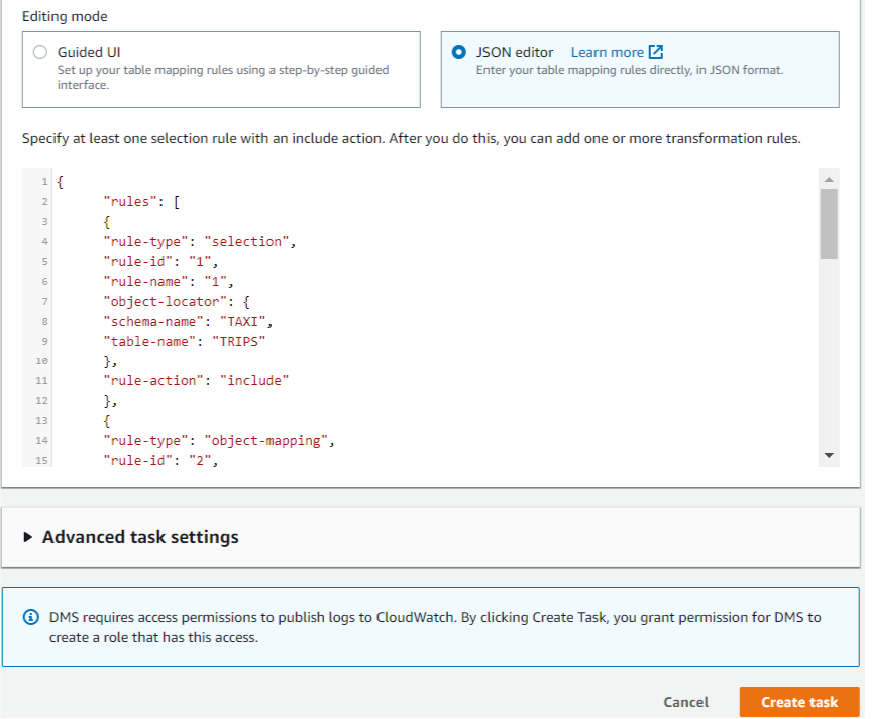 Editing mode
Guided UI
Set up your table mapping rules using a step-by-step guided
interface.
JSON editor Learn more
Enter your table mapping rules directly, in JSON format.
Specify at least one selection rule with an include action. After you do this, you can add one or more transformation rules.
1 {
2 "rules": [
3 {
4 "rule-type": "selection",
5 "rule-id": "1",
6 "rule-name": "1",
7 "object-locator": {
8 "schema-name": "TAXI",
9 "table-name": "TRIPS"
10 },
11 "rule-action": "include"
12 },
13 {
14 "rule-type": "object-mapping",
15 "rule-id": "2",
Advanced task settings
DMS requires access permissions to publish logs to CloudWatch. By clicking Create Task, you grant permission for DMS to
create a role that has this access.
Cancel Create task